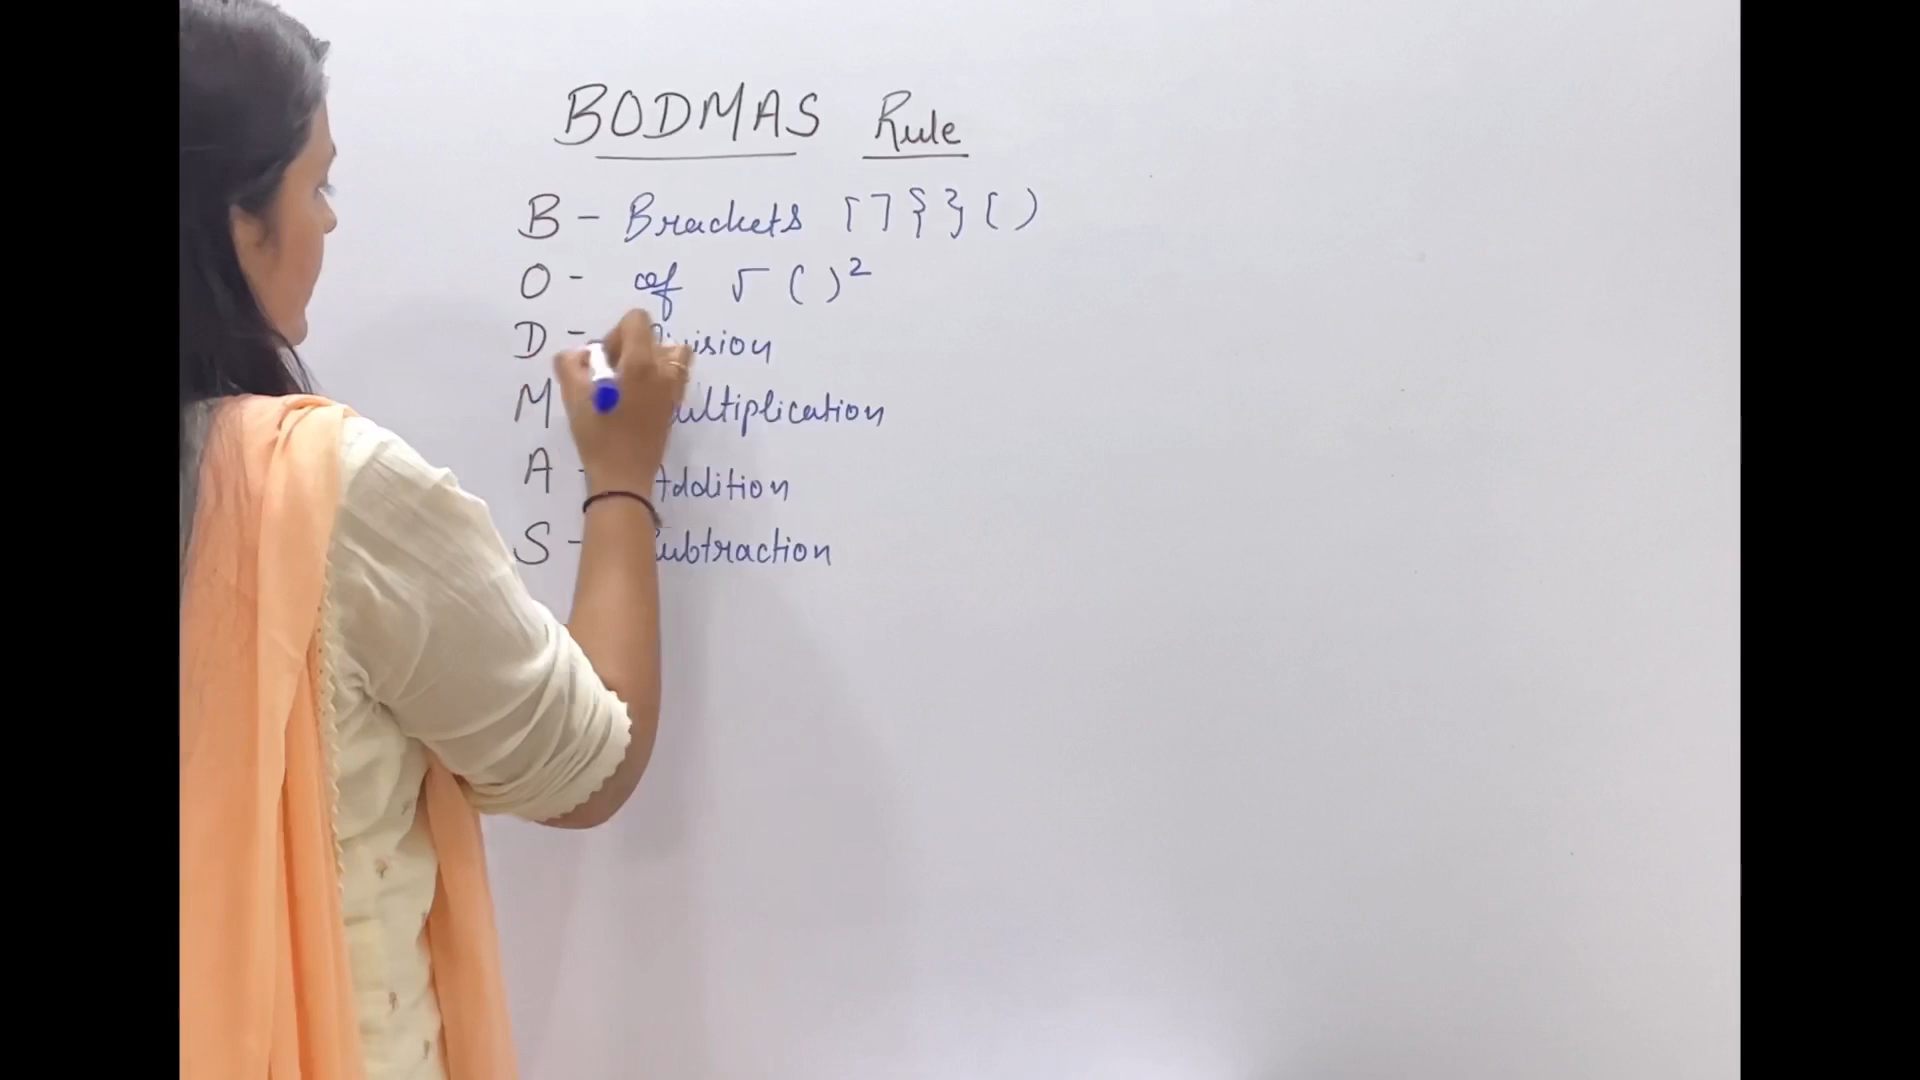 BODMAS Rule
B - Brackets [ ] { } ( )
O - of √ ( )²
D - Division
M Multiplication
A - Addition
S - Subtraction